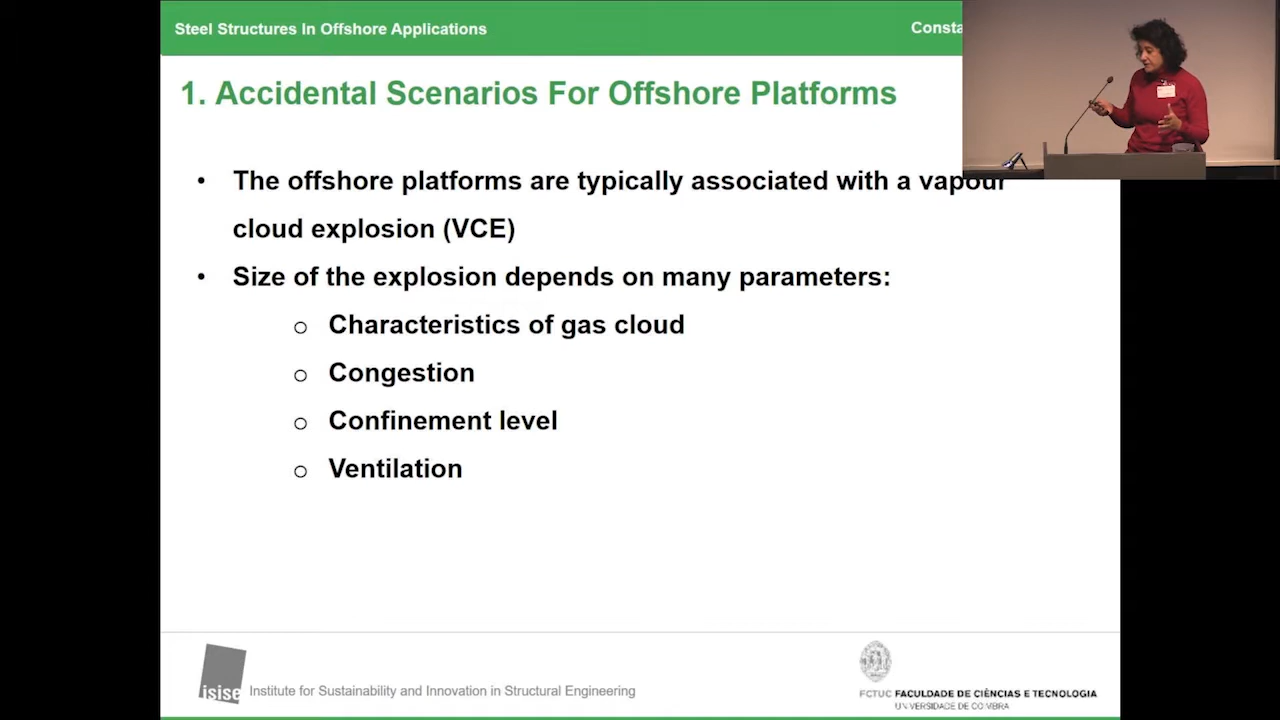 Steel Structures In Offshore Applications
Consta
1. Accidental Scenarios For Offshore Platforms
• The offshore platforms are typically associated with a vapour
cloud explosion (VCE)
• Size of the explosion depends on many parameters:
o Characteristics of gas cloud
o Congestion
o Confinement level
o Ventilation
isise Institute for Sustainability and Innovation in Structural Engineering
FCTUC FACULDADE DE CIÊNCIAS E TECNOLOGIA
UNIVERSIDADE DE COIMBRA